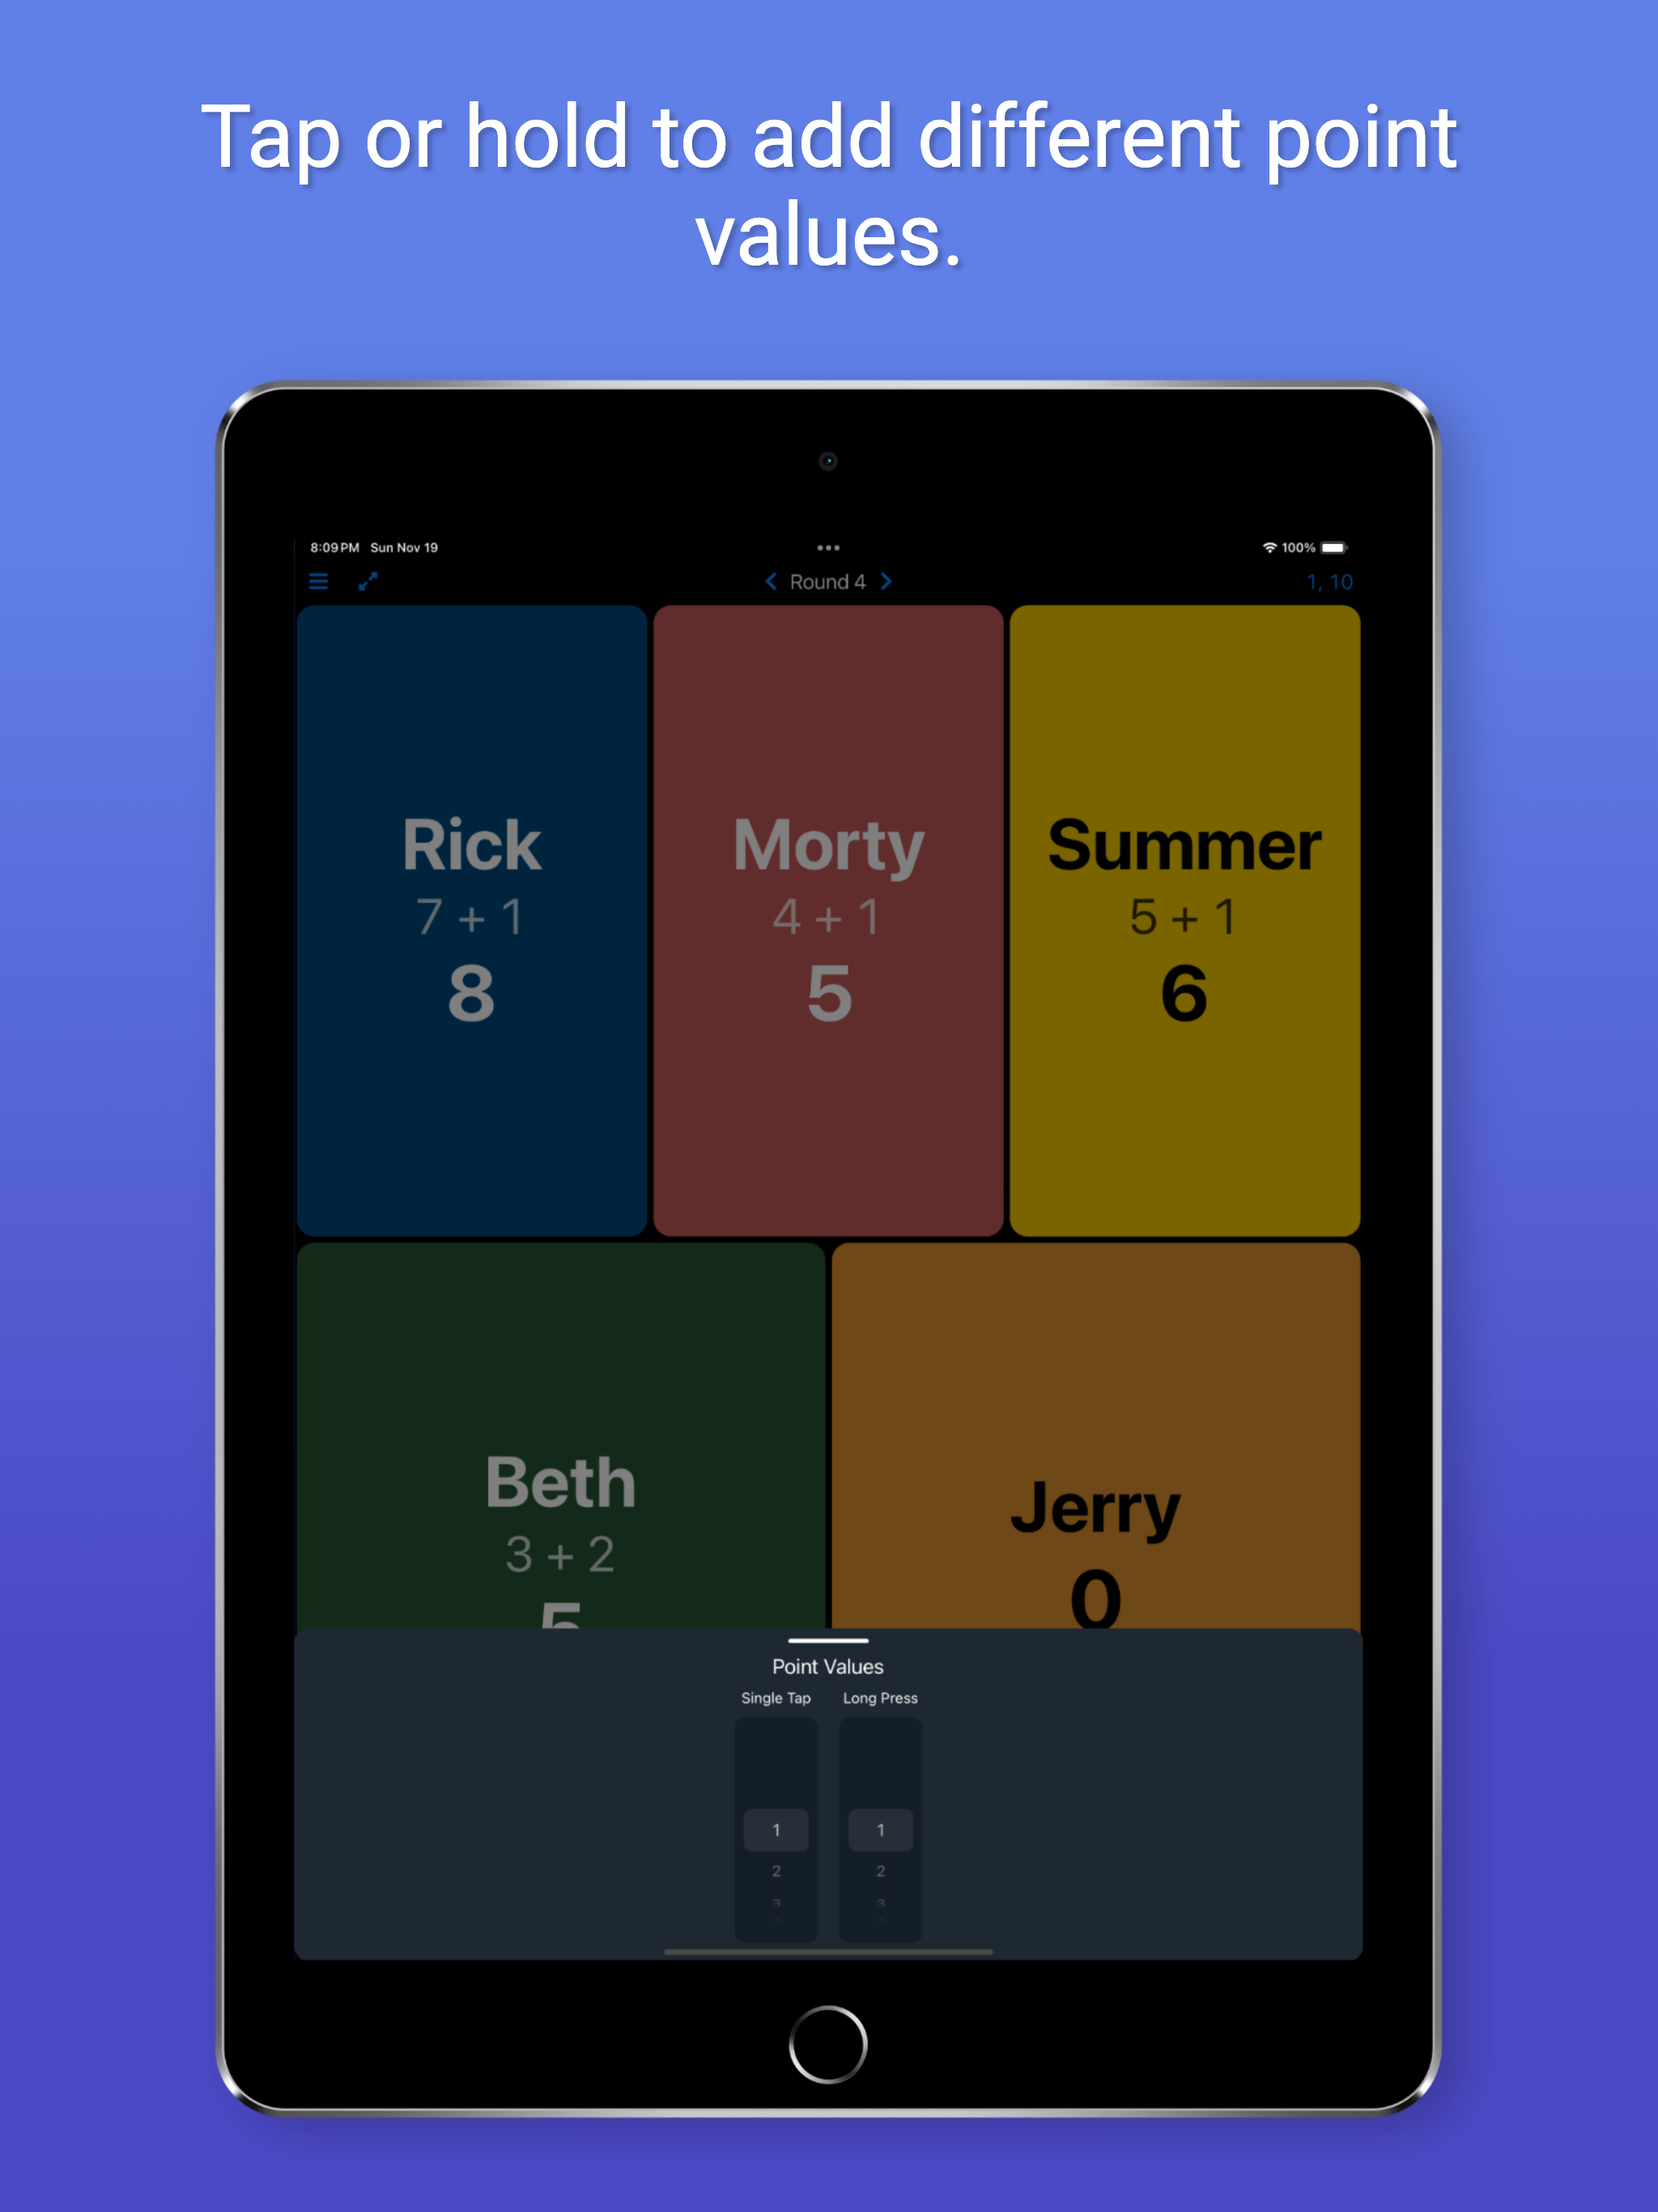 Tap or hold to add different point
values.
8:09 PM Sun Nov 19
100%
Round 4
1, 10
Rick
7 + 1
8
Morty
4 + 1
5
Summer
5 + 1
6
Beth
3 + 2
5
Jerry
0
Point Values
Single Tap Long Press
1 1
2 2
3 3